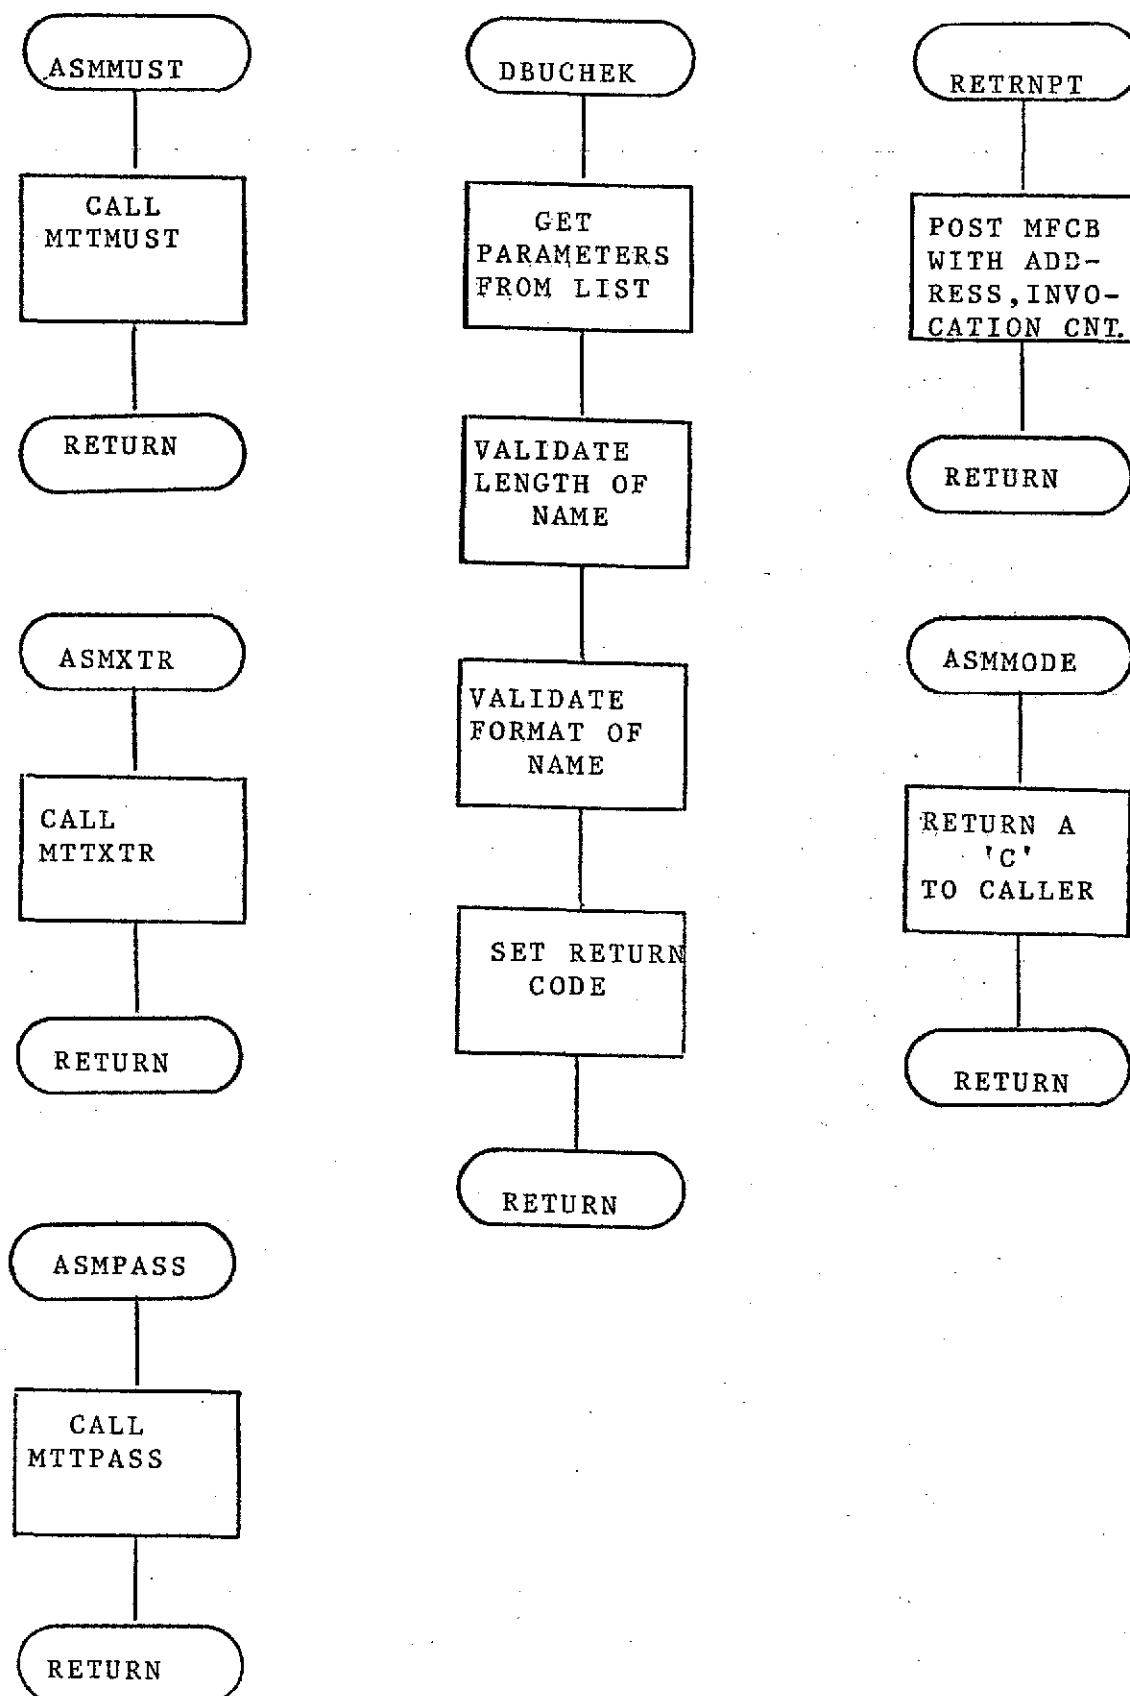 ASMMUST
CALL
MTTMUST
RETURN
ASMXTR
CALL
MTTXTR
RETURN
ASMPASS
CALL
MTTPASS
RETURN
DBUCHEK
GET
PARAMETERS
FROM LIST
VALIDATE
LENGTH OF
NAME
VALIDATE
FORMAT OF
NAME
SET RETURN
CODE
RETURN
RETRNPT
POST MFCB
WITH ADD-
RESS,INVO-
CATION CNT.
RETURN
ASMMODE
RETURN A
'C'
TO CALLER
RETURN